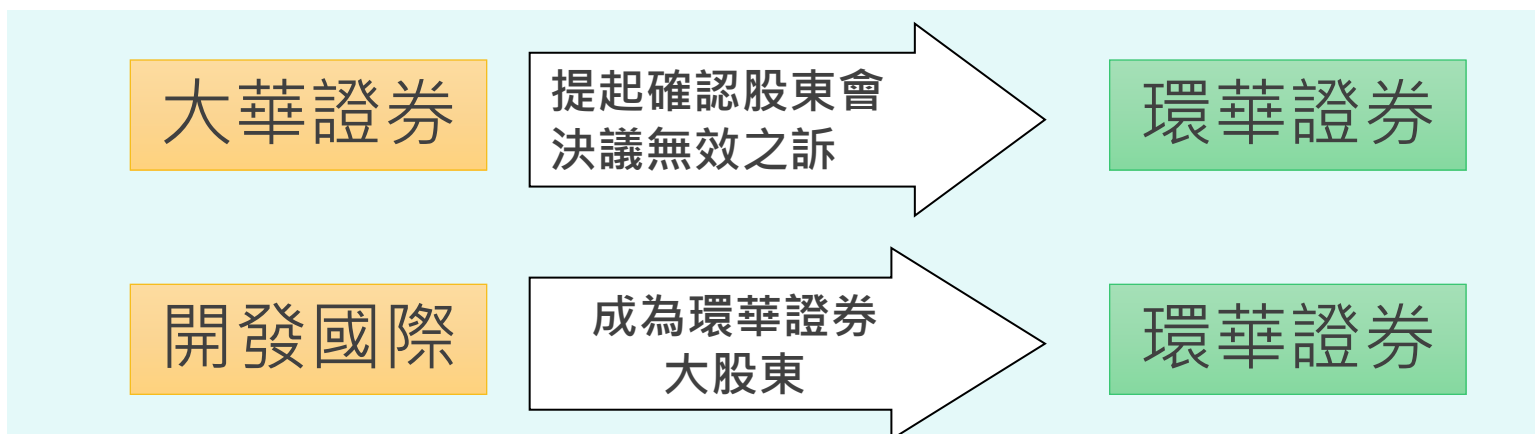 大華證券
提起確認股東會
決議無效之訴
環華證券
開發國際
成為環華證券
大股東
環華證券